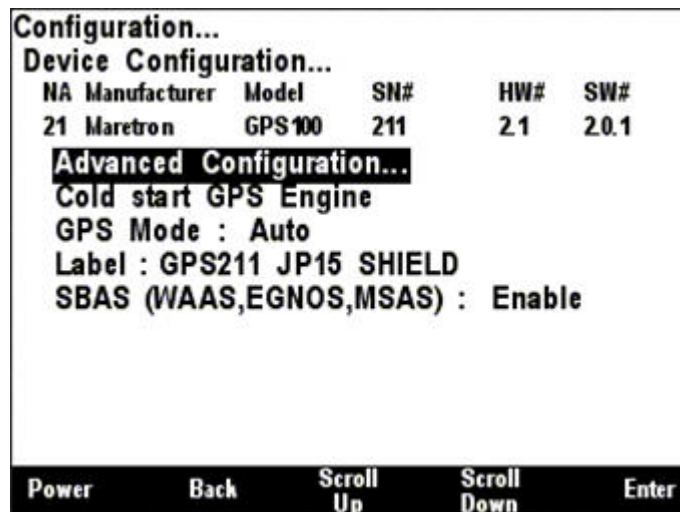 Configuration...
Device Configuration...
NA Manufacturer Model SN# HW# SW#
21 Maretron GPS100 211 2.1 2.0.1
Advanced Configuration...
Cold start GPS Engine
GPS Mode : Auto
Label : GPS211 JP15 SHIELD
SBAS (WAAS,EGNOS,MSAS) : Enable
Power Back Scroll Up Scroll Down Enter